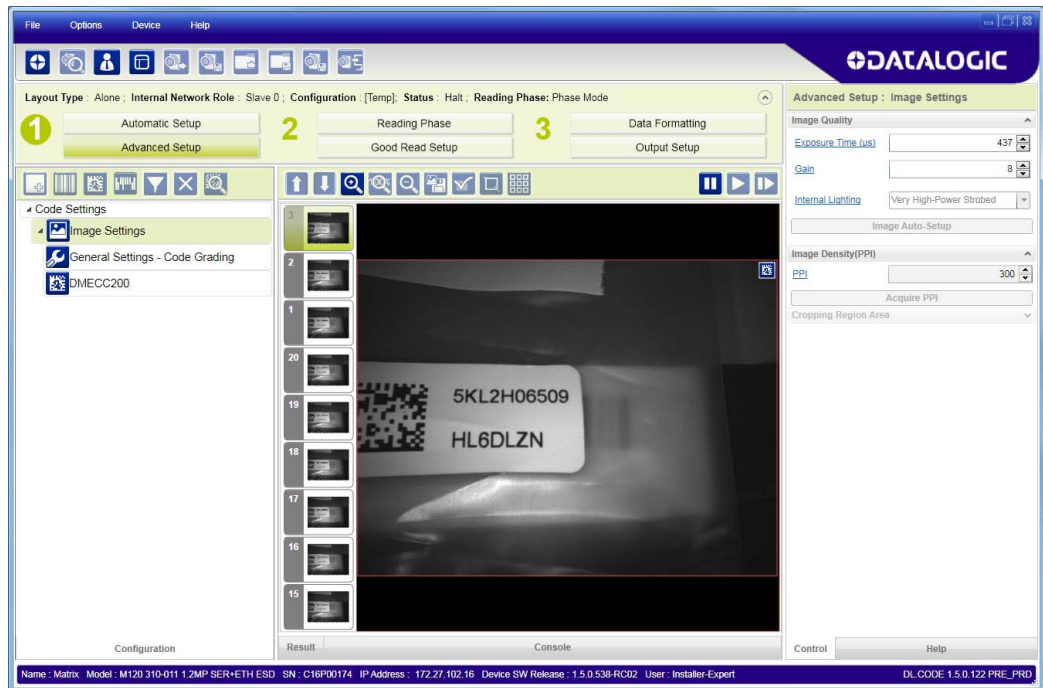 File Options Device Help
DATALOGIC
Layout Type : Alone ; Internal Network Role : Slave 0 ; Configuration : [Temp]; Status : Halt ; Reading Phase: Phase Mode
1
Automatic Setup
Advanced Setup
2
Reading Phase
Good Read Setup
3
Data Formatting
Output Setup
Code Settings
Image Settings
General Settings - Code Grading
DMECC200
Configuration
3
2
1
20
19
18
17
16
15
5KL2H06509
HL6DLZN
Result
Console
Advanced Setup : Image Settings
Image Quality
Exposure Time (us) 437
Gain 8
Internal Lighting Very High-Power Strobed
Image Auto-Setup
Image Density(PPI)
PPI 300
Acquire PPI
Cropping Region Area
Control
Help
Name : Matrix Model : M120 310-011 1.2MP SER+ETH ESD SN : C16P00174 IP Address : 172.27.102.16 Device SW Release : 1.5.0.538-RC02 User : Installer-Expert
DL.CODE 1.5.0.122 PRE_PRD